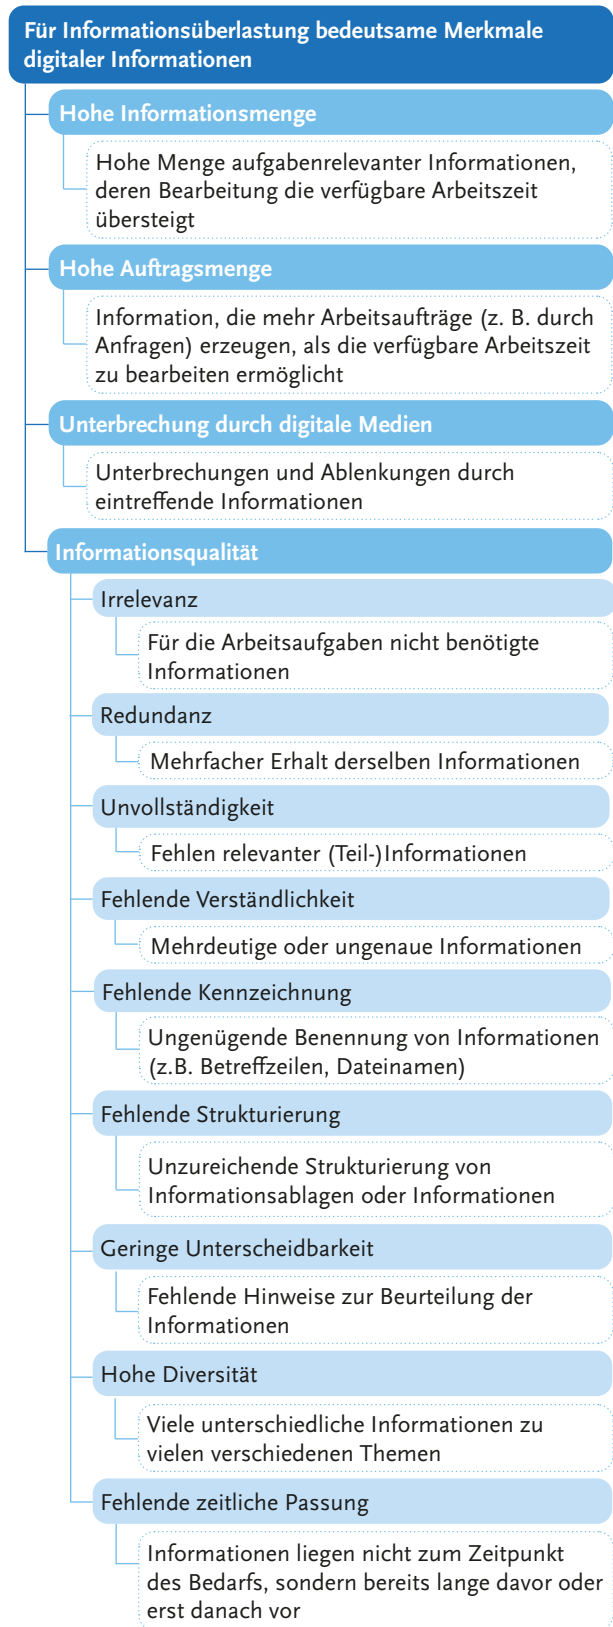 Für Informationsüberlastung bedeutsame Merkmale
digitaler Informationen
Hohe Informationsmenge
Hohe Menge aufgabenrelevanter Informationen,
deren Bearbeitung die verfügbare Arbeitszeit
übersteigt
Hohe Auftragsmenge
Information, die mehr Arbeitsaufträge (z. B. durch
Anfragen) erzeugen, als die verfügbare Arbeitszeit
zu bearbeiten ermöglicht
Unterbrechung durch digitale Medien
Unterbrechungen und Ablenkungen durch
eintreffende Informationen
Informationsqualität
Irrelevanz
Für die Arbeitsaufgaben nicht benötigte
Informationen
Redundanz
Mehrfacher Erhalt derselben Informationen
Unvollständigkeit
Fehlen relevanter (Teil-)Informationen
Fehlende Verständlichkeit
Mehrdeutige oder ungenaue Informationen
Fehlende Kennzeichnung
Ungenügende Benennung von Informationen
(z.B. Betreffzeilen, Dateinamen)
Fehlende Strukturierung
Unzureichende Strukturierung von
Informationsablagen oder Informationen
Geringe Unterscheidbarkeit
Fehlende Hinweise zur Beurteilung der
Informationen
Hohe Diversität
Viele unterschiedliche Informationen zu
vielen verschiedenen Themen
Fehlende zeitliche Passung
Informationen liegen nicht zum Zeitpunkt
des Bedarfs, sondern bereits lange davor oder
erst danach vor